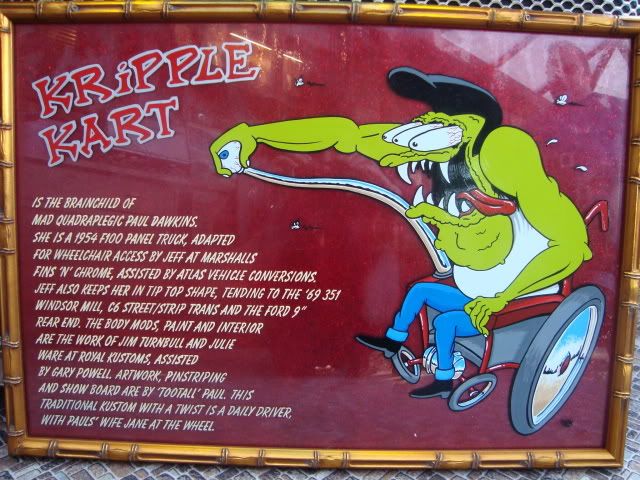 KRiPPLE
KART
IS THE BRAINCHILD OF
MAD QUADRAPLEGIC PAUL DAWKINS.
SHE IS A 1954 F100 PANEL TRUCK, ADAPTED
FOR WHEELCHAIR ACCESS BY JEFF AT MARSHALLS
FINS 'N' CHROME, ASSISTED BY ATLAS VEHICLE CONVERSIONS.
JEFF ALSO KEEPS HER IN TIP TOP SHAPE, TENDING TO THE '69 351
WINDSOR MILL, C6 STREET/STRIP TRANS AND THE FORD 9"
REAR END. THE BODY MODS, PAINT AND INTERIOR
ARE THE WORK OF JIM TURNBULL AND JULIE
WARE AT ROYAL KUSTOMS, ASSISTED
BY GARY POWELL. ARTWORK, PINSTRIPING
AND SHOW BOARD ARE BY 'TOOTALL' PAUL. THIS
TRADITIONAL KUSTOM WITH A TWIST IS A DAILY DRIVER,
WITH PAULS' WIFE JANE AT THE WHEEL.